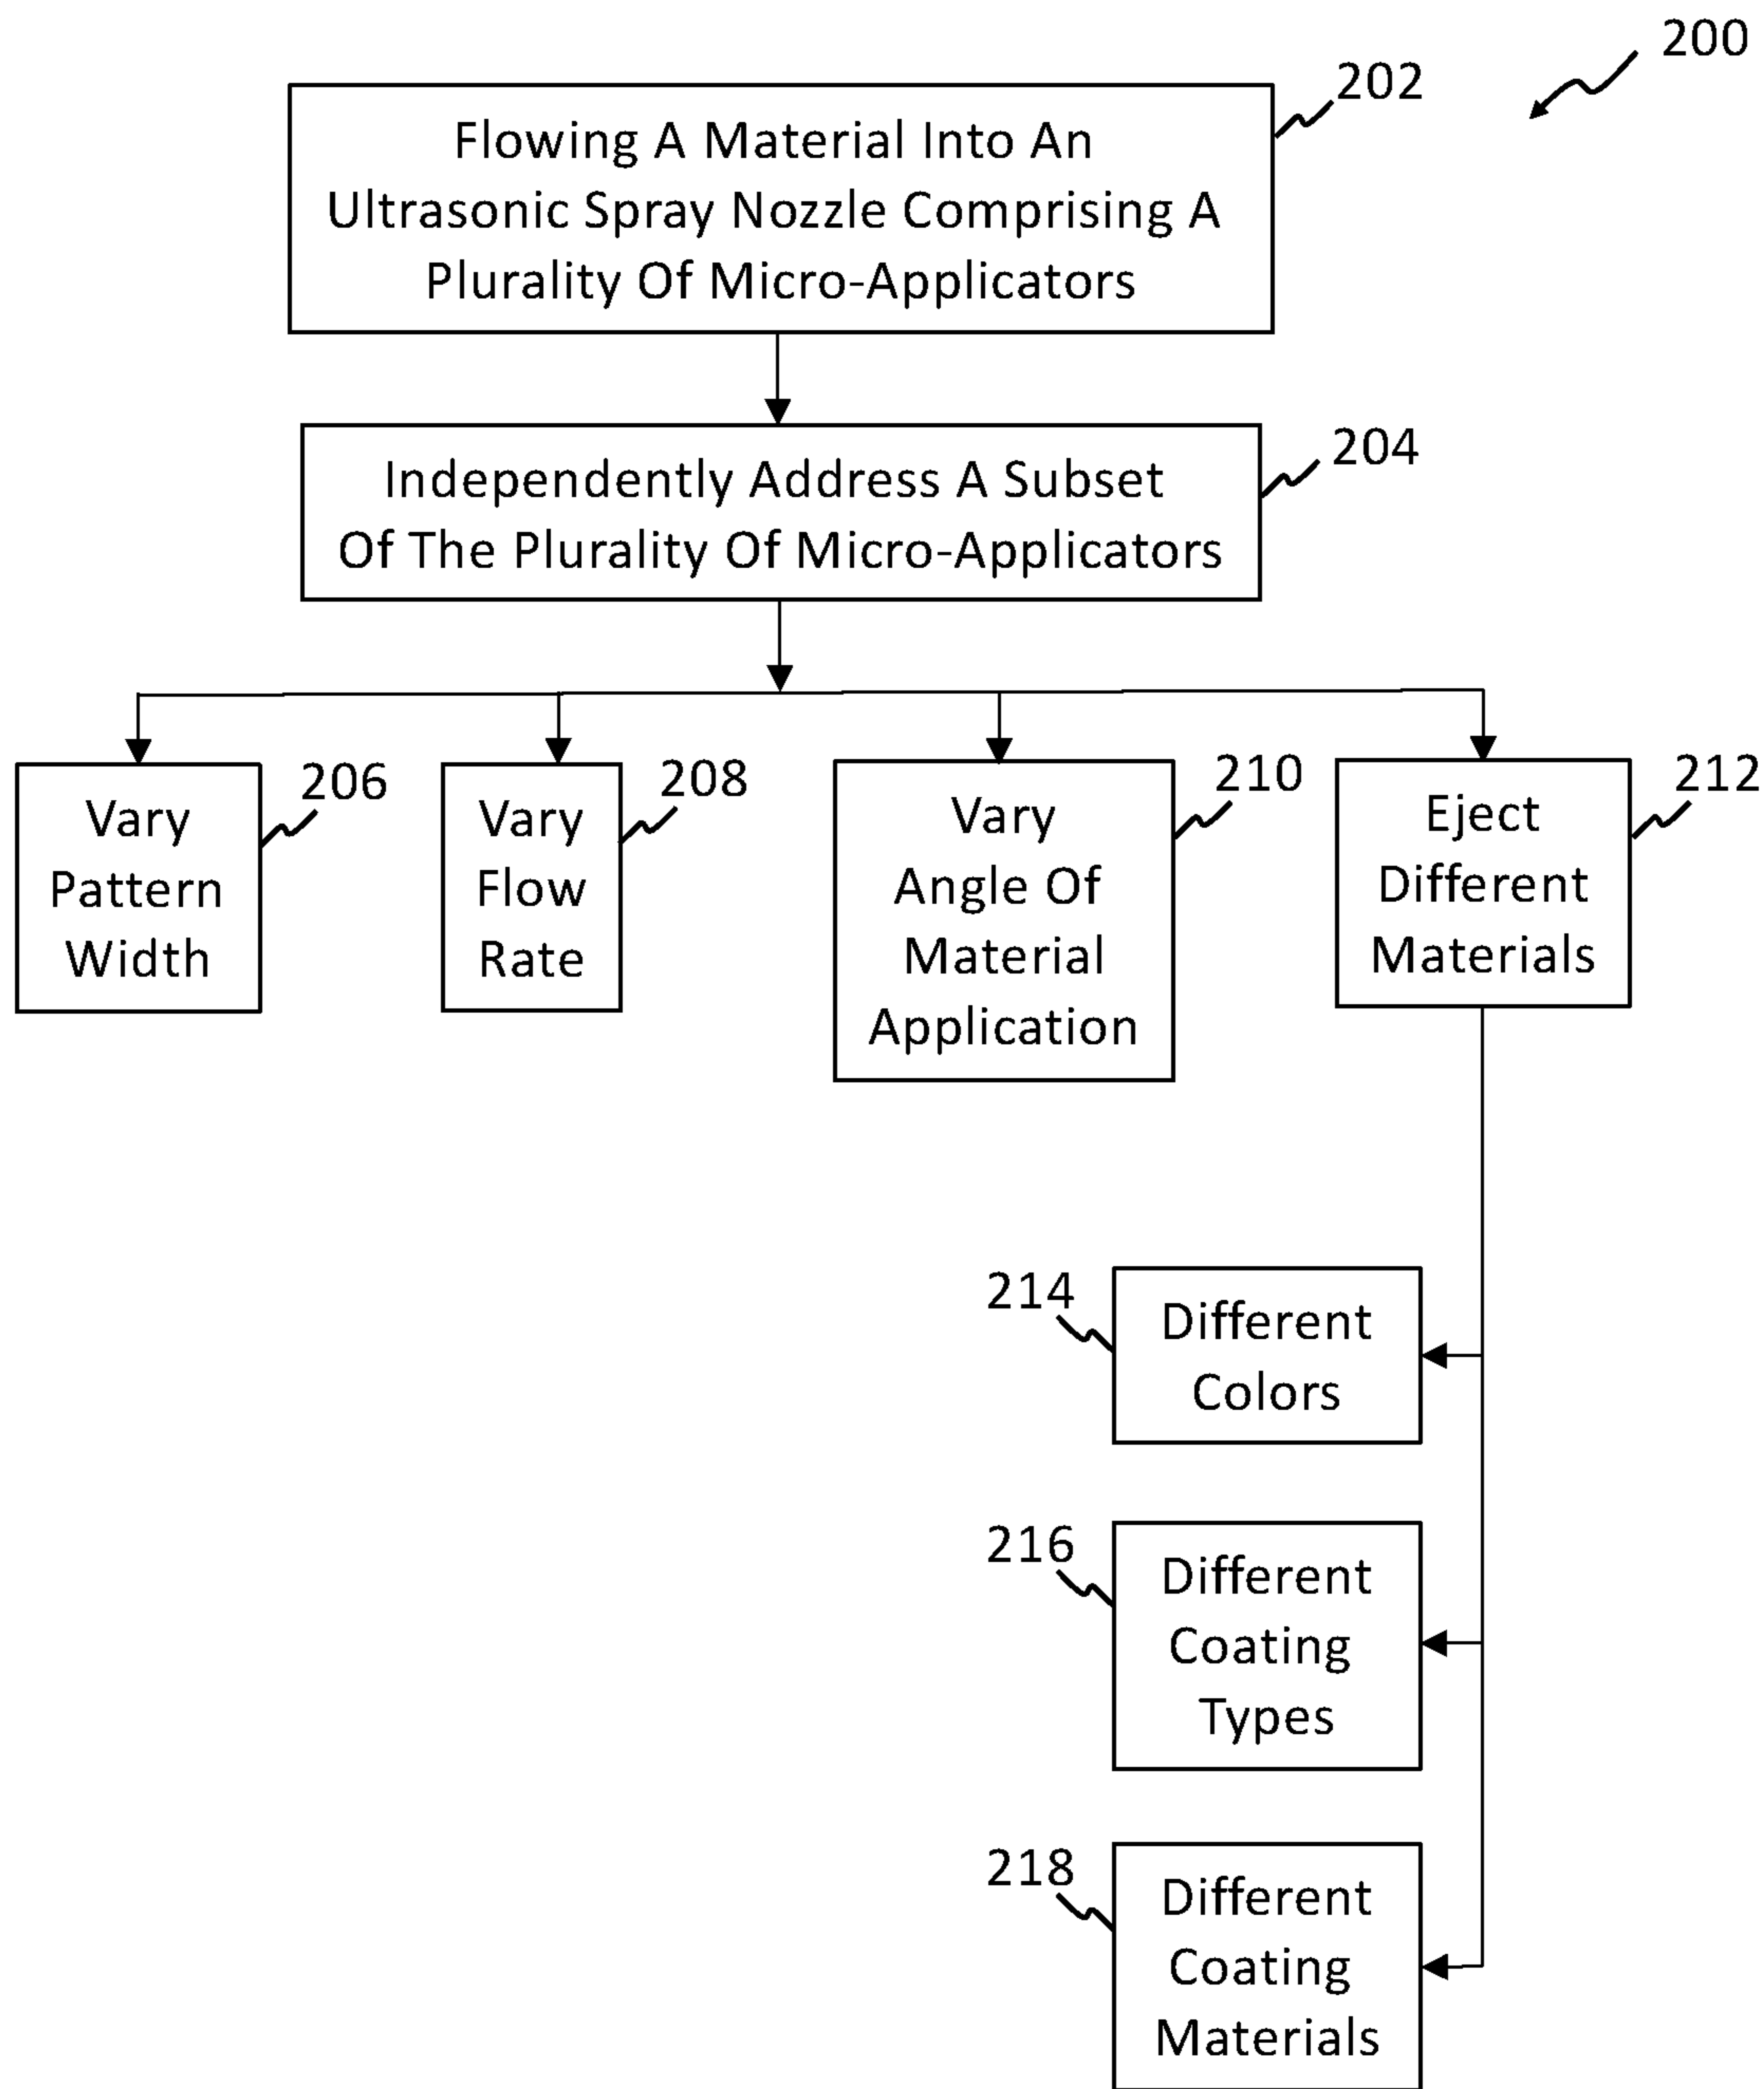 200
202
Flowing A Material Into An
Ultrasonic Spray Nozzle Comprising A
Plurality Of Micro-Applicators
204
Independently Address A Subset
Of The Plurality Of Micro-Applicators
206
Vary
Pattern
Width
208
Vary
Flow
Rate
210
Vary
Angle Of
Material
Application
212
Eject
Different
Materials
214
Different
Colors
216
Different
Coating
Types
218
Different
Coating
Materials